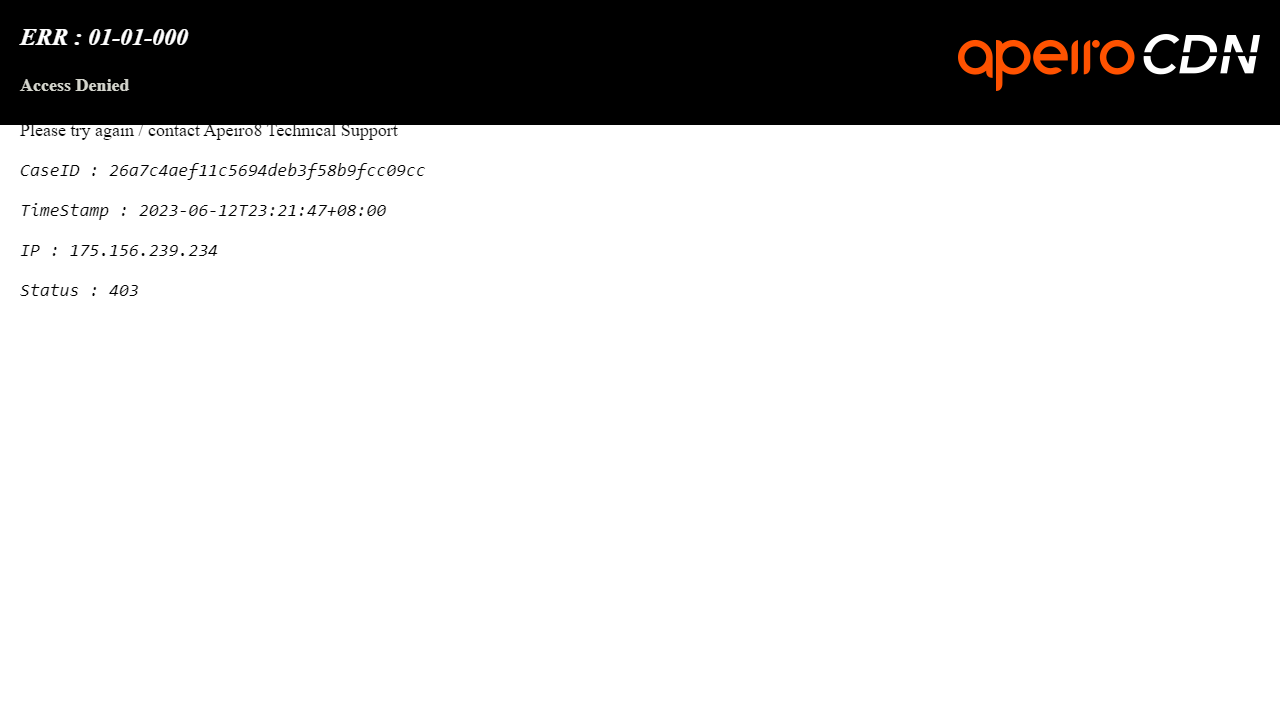 ERR : 01-01-000
apeiro CDN
Access Denied
Please try again / contact Apeiro8 Technical Support
CaseID : 26a7c4aef11c5694deb3f58b9fcc09cc
TimeStamp : 2023-06-12T23:21:47+08:00
IP : 175.156.239.234
Status : 403